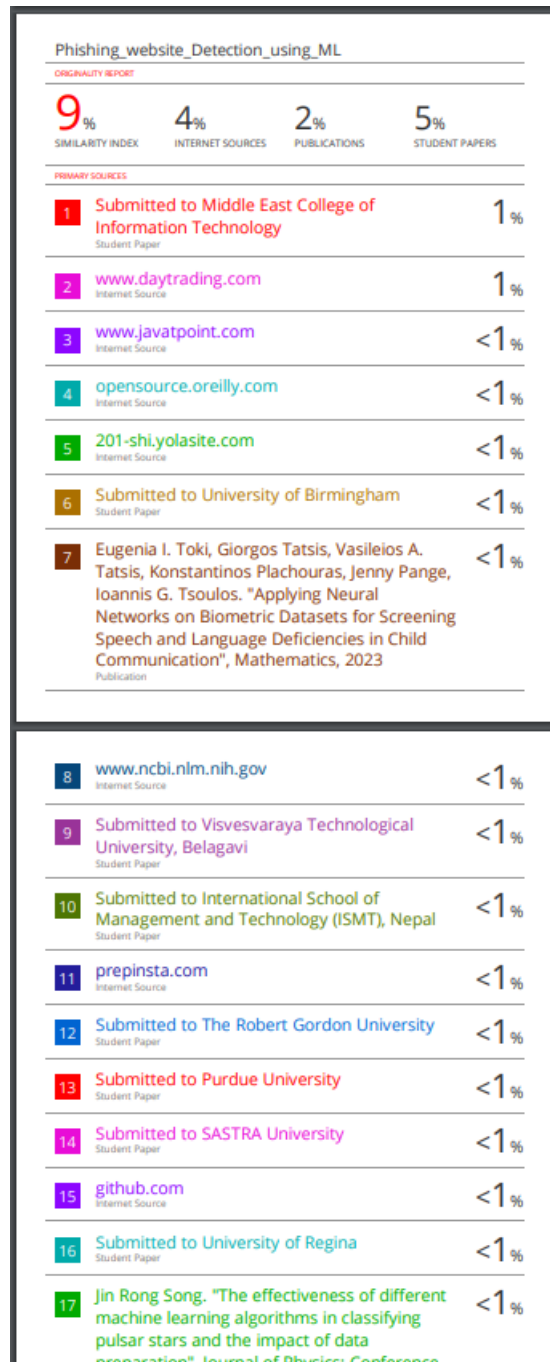 Phishing_website_Detection_using_ML
ORIGINALITY REPORT
9% 4% 2% 5%
SIMILARITY INDEX INTERNET SOURCES PUBLICATIONS STUDENT PAPERS
PRIMARY SOURCES
1 Submitted to Middle East College of 1%
Information Technology
Student Paper
2 www.daytrading.com 1%
Internet Source
3 www.javatpoint.com <1%
Internet Source
4 opensource.oreilly.com <1%
Internet Source
5 201-shi.yolasite.com <1%
Internet Source
6 Submitted to University of Birmingham <1%
Student Paper
7 Eugenia I. Toki, Giorgos Tatsis, Vasileios A. <1%
Tatsis, Konstantinos Plachouras, Jenny Pange,
Ioannis G. Tsoulos. "Applying Neural
Networks on Biometric Datasets for Screening
Speech and Language Deficiencies in Child
Communication", Mathematics, 2023
Publication
8 www.ncbi.nlm.nih.gov <1%
Internet Source
9 Submitted to Visvesvaraya Technological <1%
University, Belagavi
Student Paper
10 Submitted to International School of <1%
Management and Technology (ISMT), Nepal
Student Paper
11 prepinsta.com <1%
Internet Source
12 Submitted to The Robert Gordon University <1%
Student Paper
13 Submitted to Purdue University <1%
Student Paper
14 Submitted to SASTRA University <1%
Student Paper
15 github.com <1%
Internet Source
16 Submitted to University of Regina <1%
Student Paper
17 Jin Rong Song. "The effectiveness of different <1%
machine learning algorithms in classifying
pulsar stars and the impact of data
preparation", Journal of Physics: Conference